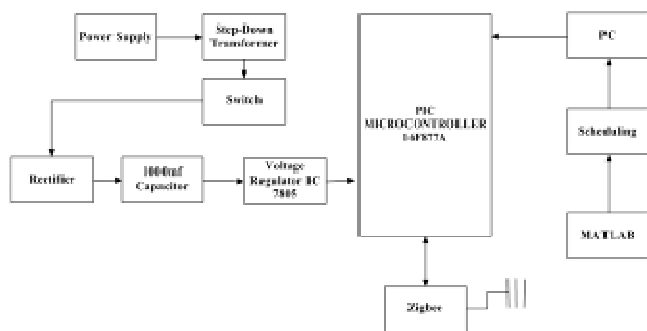 Power Supply
Step-Down
Transformer
Switch
Rectifier
1000mf
Capacitor
Voltage
Regulator IC
7805
PIC
MICROCONTROLLER
16F877A
PC
Scheduling
MATLAB
Zigbee